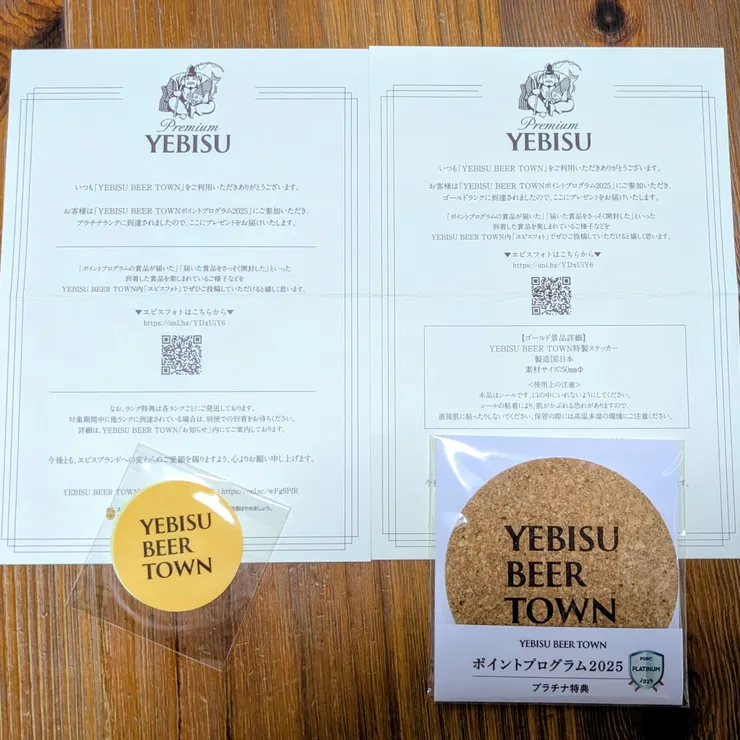 Premium
YEBISU
いつも「YEBISU BEER TOWN」をご利用いただきありがとうございます。
お客様は「YEBISU BEER TOWNポイントプログラム2025」にご参加いただき、
プラチナランクに到達されましたので、ここにプレゼントをお届けいたします。
「ポイントプログラムの賞品が届いた」「届いた賞品をさっそく開封した」といった
到着した賞品を楽しまれているご様子などを
YEBISU BEER TOWN内「ヱビスフォト」でぜひご投稿していただけると嬉しく思います。
▼ヱビスフォトはこちらから▼
https://onl.bz/YDxUiY6
なお、ランク特典は各ランクごとにご発送しております。
対象期間中に他ランクに到達されている場合は、別便での到着をお待ちください。
詳細は、YEBISU BEER TOWN「お知らせ」内にてご案内しております。
今後とも、ヱビスブランドへの変わらぬご愛顧を賜りますよう、心よりお願い申し上げます。
YEBISU BEER TOWN
https://onl.sc/wFg9PfR
YEBISU
BEER
TOWN
Premium
YEBISU
いつも「YEBISU BEER TOWN」をご利用いただきありがとうございます。
お客様は「YEBISU BEER TOWNポイントプログラム2025」にご参加いただき、
ゴールドランクに到達されましたので、ここにプレゼントをお届けいたします。
「ポイントプログラムの賞品が届いた」「届いた賞品をさっそく開封した」といった
到着した賞品を楽しまれているご様子などを
YEBISU BEER TOWN内「ヱビスフォト」でぜひご投稿していただけると嬉しく思います。
▼ヱビスフォトはこちらから▼
https://onl.bz/YDxUiY6
【ゴールド景品詳細】
YEBISU BEER TOWN特製ステッカー
製造国:日本
素材サイズ:50mmΦ
<使用上の注意>
本品はシールです。口の中にいれないようにしてください。
シールの粘着により、肌がかぶれる恐れがありますので、
直接肌に貼ったりしないでください。保管の際には高温多湿の環境にご注意ください。
YEBISU
BEER
TOWN
YEBISU BEER TOWN
ポイントプログラム2025
プラチナ特典
POINT
PLATINUM
2025